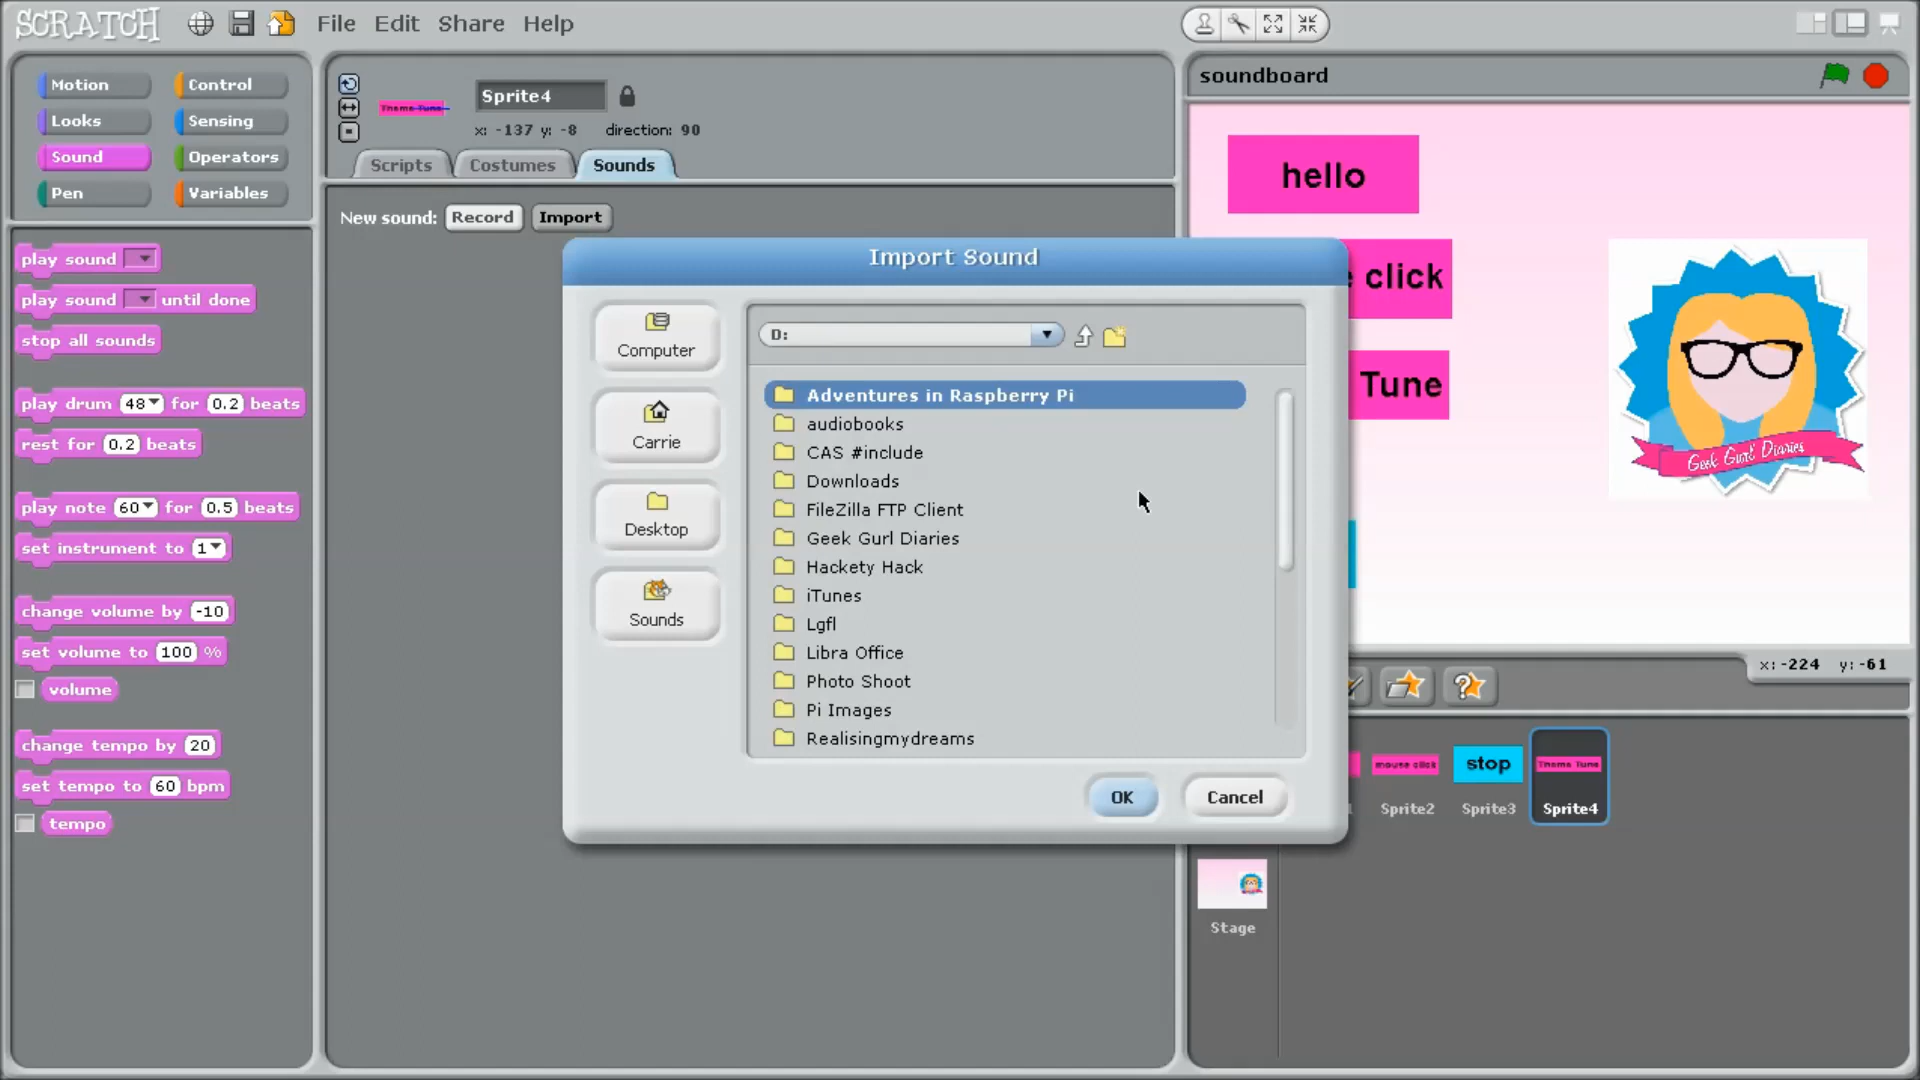 SCRATCH File Edit Share Help
Motion Control
Looks Sensing
Sound Operators
Pen Variables
play sound
play sound until done
stop all sounds
play drum 48 for 0.2 beats
rest for 0.2 beats
play note 60 for 0.5 beats
set instrument to 1
change volume by -10
set volume to 100 %
volume
change tempo by 20
set tempo to 60 bpm
tempo
Theme Tune
Sprite4
x: -137 y: -8 direction: 90
Scripts Costumes Sounds
New sound: Record Import
Import Sound
Computer
Carrie
Desktop
Sounds
D:
Adventures in Raspberry Pi
audiobooks
CAS #include
Downloads
FileZilla FTP Client
Geek Gurl Diaries
Hackety Hack
iTunes
Lgfl
Libra Office
Photo Shoot
Pi Images
Realisingmydreams
OK Cancel
soundboard
hello
click
Tune
Geek Gurl Diaries
x: -224 y: -61
mouse click stop Theme Tune
Sprite2 Sprite3 Sprite4
Stage